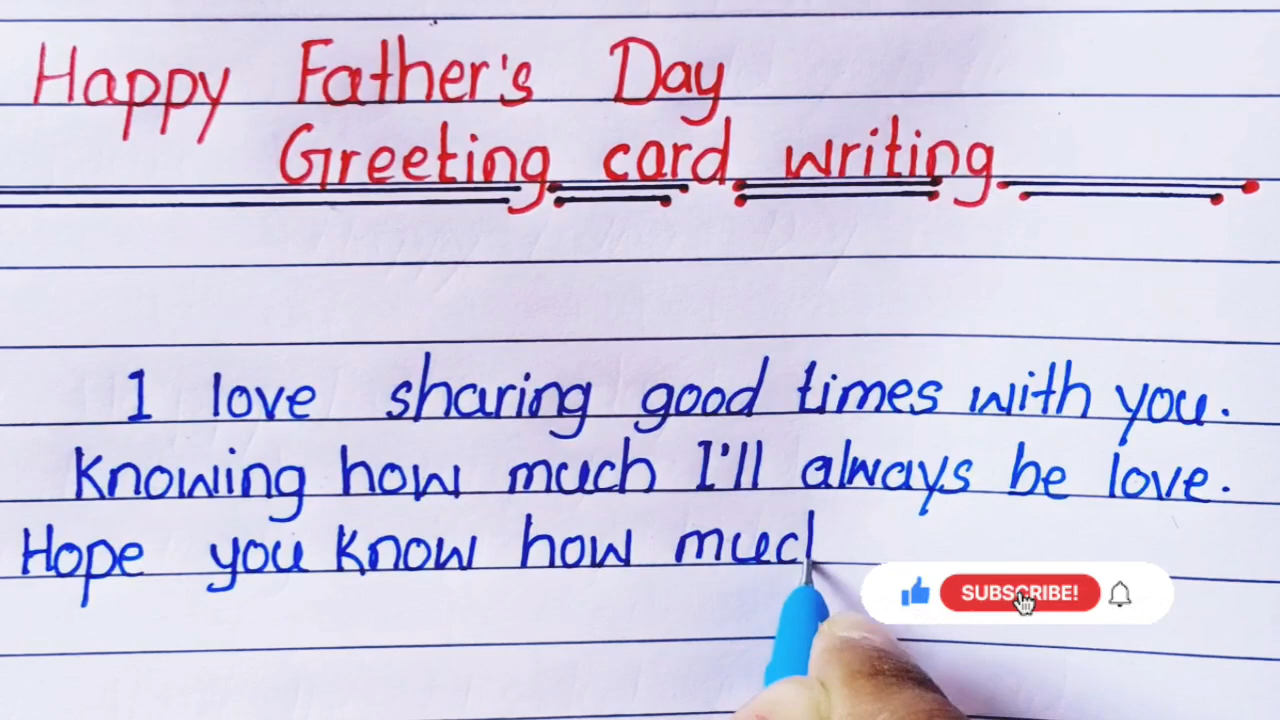 Happy Father's Day
Greeting card writing
I love sharing good times with you.
Knowing how much I'll always be love.
Hope you know how mucl
SUBSCRIBE!